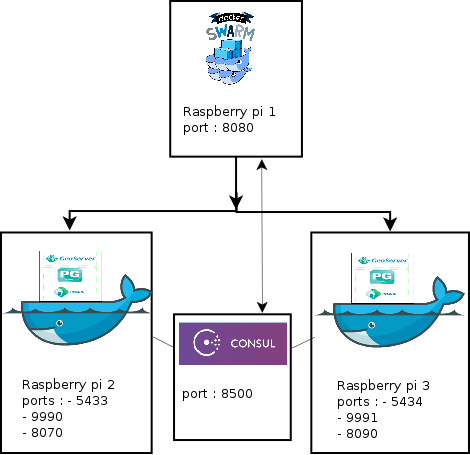 docker
SWARM
Raspberry pi 1
port : 8080
GeoServer
PG
GeoServer
PG
CONSUL
port : 8500
Raspberry pi 2
ports : - 5433
- 9990
- 8070
Raspberry pi 3
ports : - 5434
- 9991
- 8090